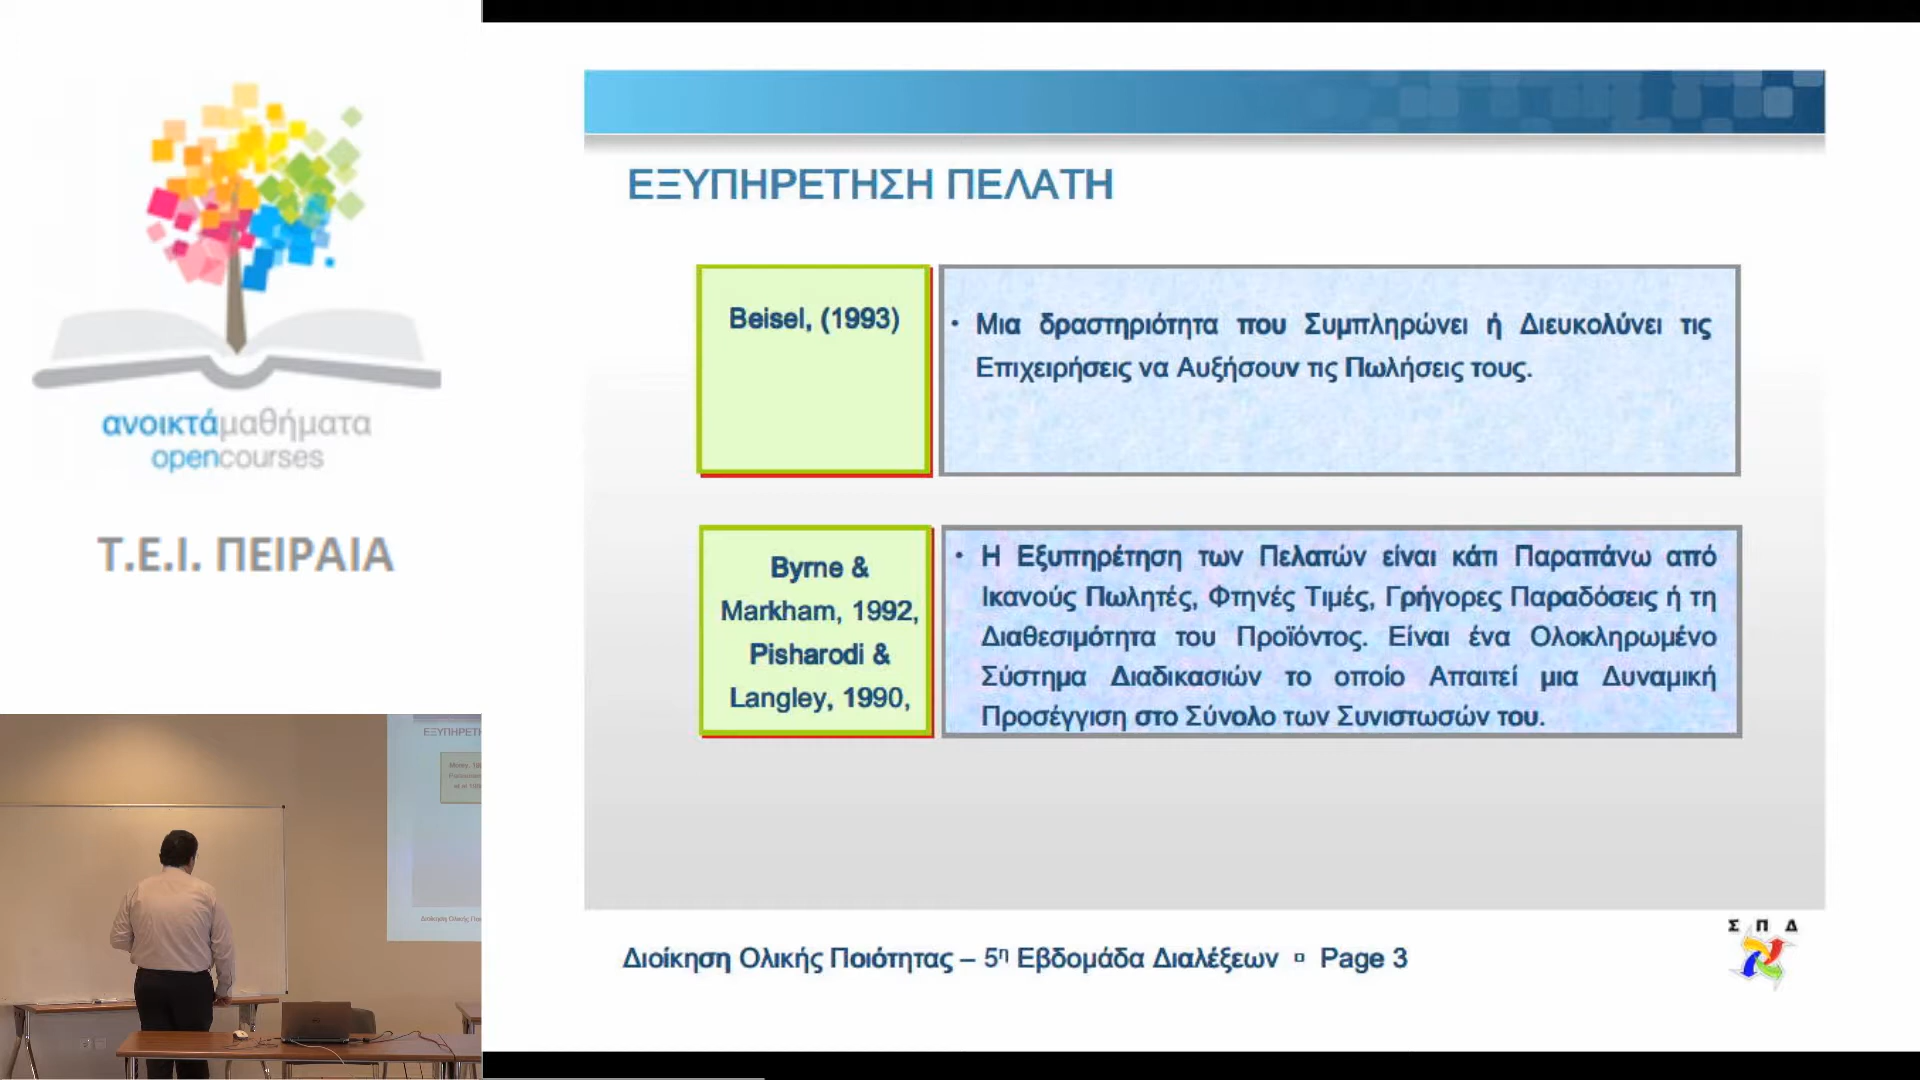 ανοικτάμαθήματα
opencourses
Τ.Ε.Ι. ΠΕΙΡΑΙΑ
ΕΞΥΠΗΡΕΤΗΣΗ ΠΕΛΑΤΗ
Beisel, (1993)
• Μια δραστηριότητα που Συμπληρώνει ή Διευκολύνει τις
Επιχειρήσεις να Αυξήσουν τις Πωλήσεις τους.
Byrne &
Markham, 1992,
Pisharodi &
Langley, 1990,
• Η Εξυπηρέτηση των Πελατών είναι κάτι Παραπάνω από
Ικανούς Πωλητές, Φτηνές Τιμές, Γρήγορες Παραδόσεις ή τη
Διαθεσιμότητα του Προϊόντος. Είναι ένα Ολοκληρωμένο
Σύστημα Διαδικασιών το οποίο Απαιτεί μια Δυναμική
Προσέγγιση στο Σύνολο των Συνιστωσών του.
Διοίκηση Ολικής Ποιότητας – 5η Εβδομάδα Διαλέξεων ▫ Page 3
Σ Π Δ
ΕΞΥΠΗΡΕΤΗ